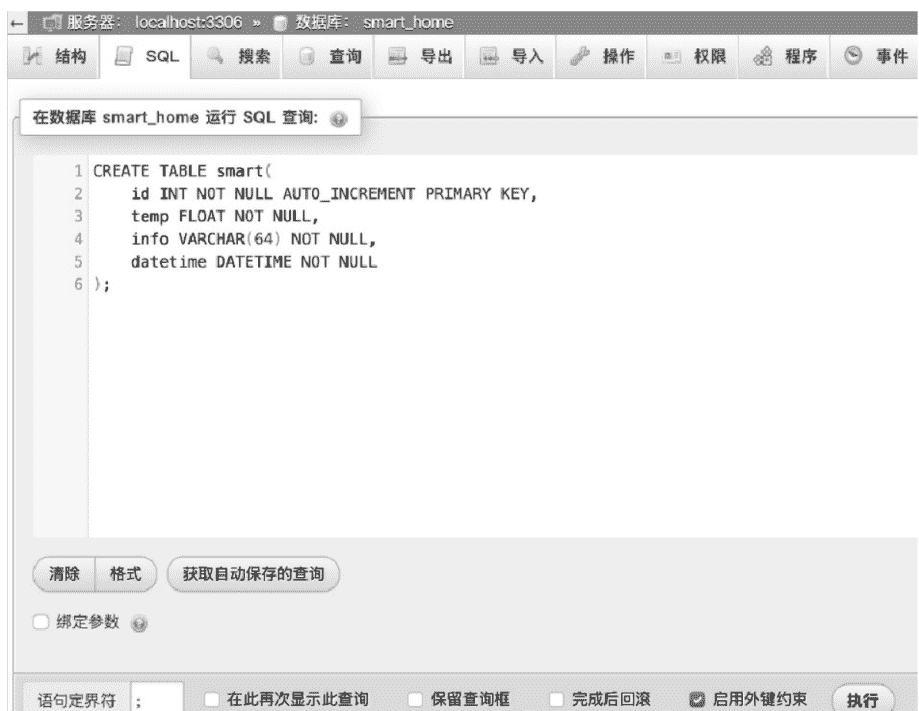 ← 服务器: localhost:3306 » 数据库: smart_home
结构 SQL 搜索 查询 导出 导入 操作 权限 程序 事件
在数据库 smart_home 运行 SQL 查询:
1 CREATE TABLE smart(
2 id INT NOT NULL AUTO_INCREMENT PRIMARY KEY,
3 temp FLOAT NOT NULL,
4 info VARCHAR(64) NOT NULL,
5 datetime DATETIME NOT NULL
6 );
清除 格式 获取自动保存的查询
绑定参数
语句定界符 ; 在此再次显示此查询 保留查询框 完成后回滚 启用外键约束 执行